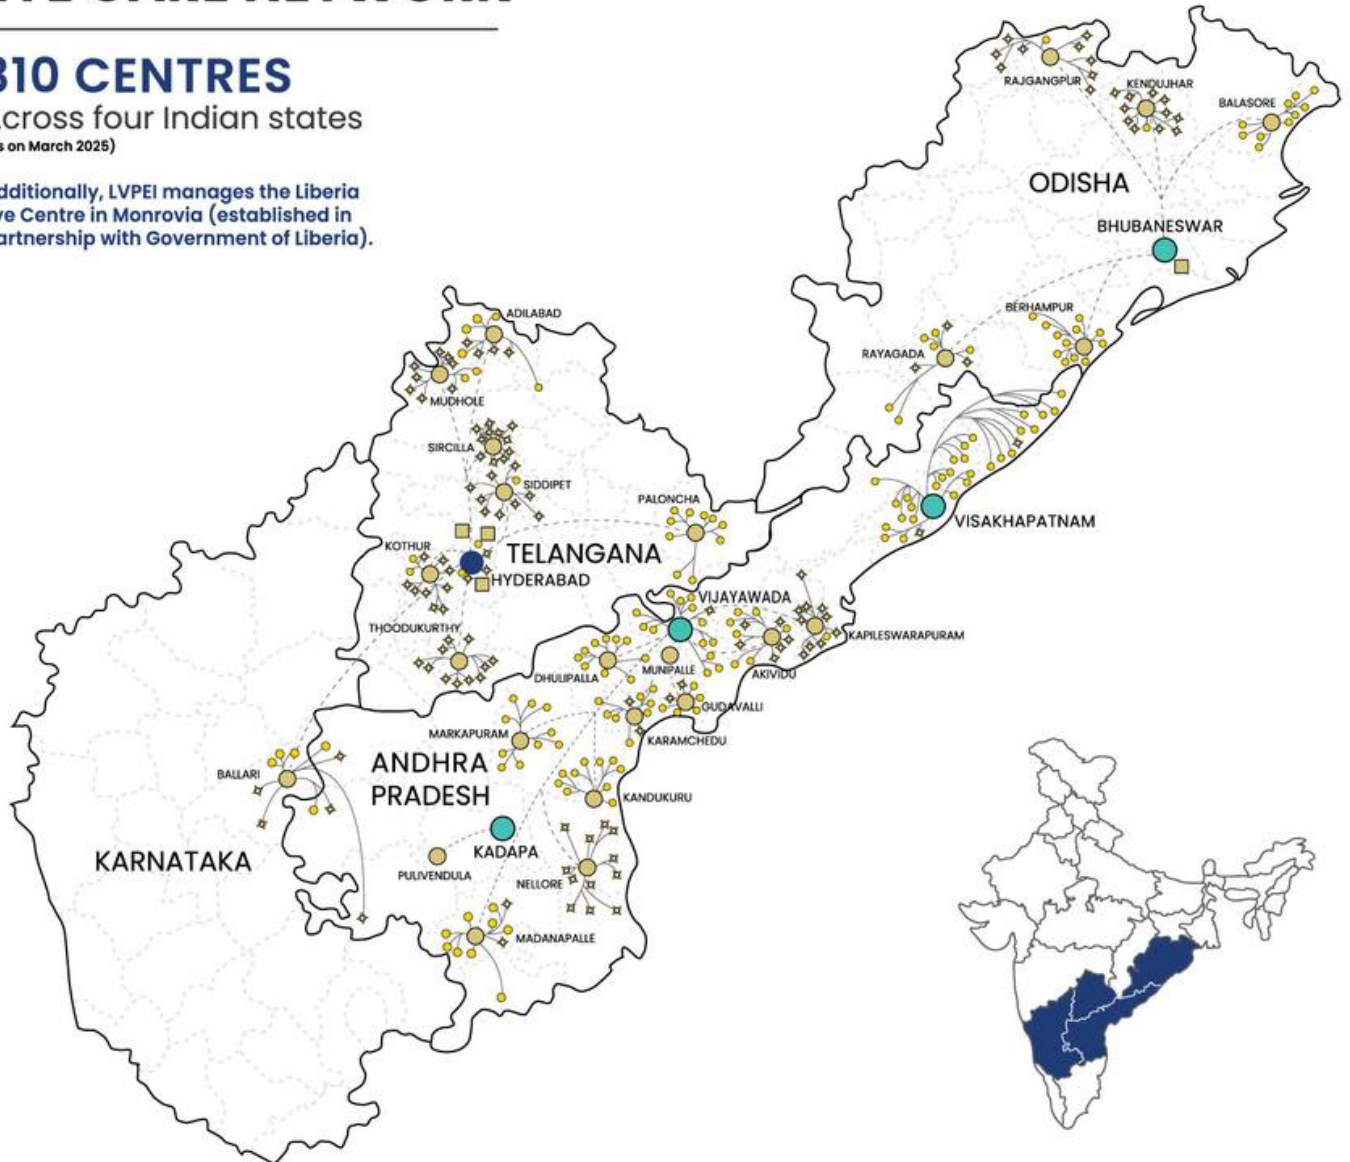 CARE NETWORK
310 CENTRES
across four Indian states
s on March 2025)
dditionally, LVPEI manages the Liberia
ye Centre in Monrovia (established in
artnership with Government of Liberia).
RAJGANGPUR
KENDUJHAR
BALASORE
ODISHA
BHUBANESWAR
BERHAMPUR
RAYAGADA
ADILABAD
MUDHOLE
SIRCILLA
SIDDIPET
PALONCHA
VISAKHAPATNAM
KOTHUR
TELANGANA
HYDERABAD
VIJAYAWADA
THOODUKURTHY
KAPILESWARAPURAM
DHULIPALLA
MUNIPALLE
AKIVIDU
GUDAVALLI
MARKAPURAM
KARAMCHEDU
BALLARI
ANDHRA
PRADESH
KANDUKURU
KARNATAKA
KADAPA
PULIVENDULA
NELLORE
MADANAPALLE